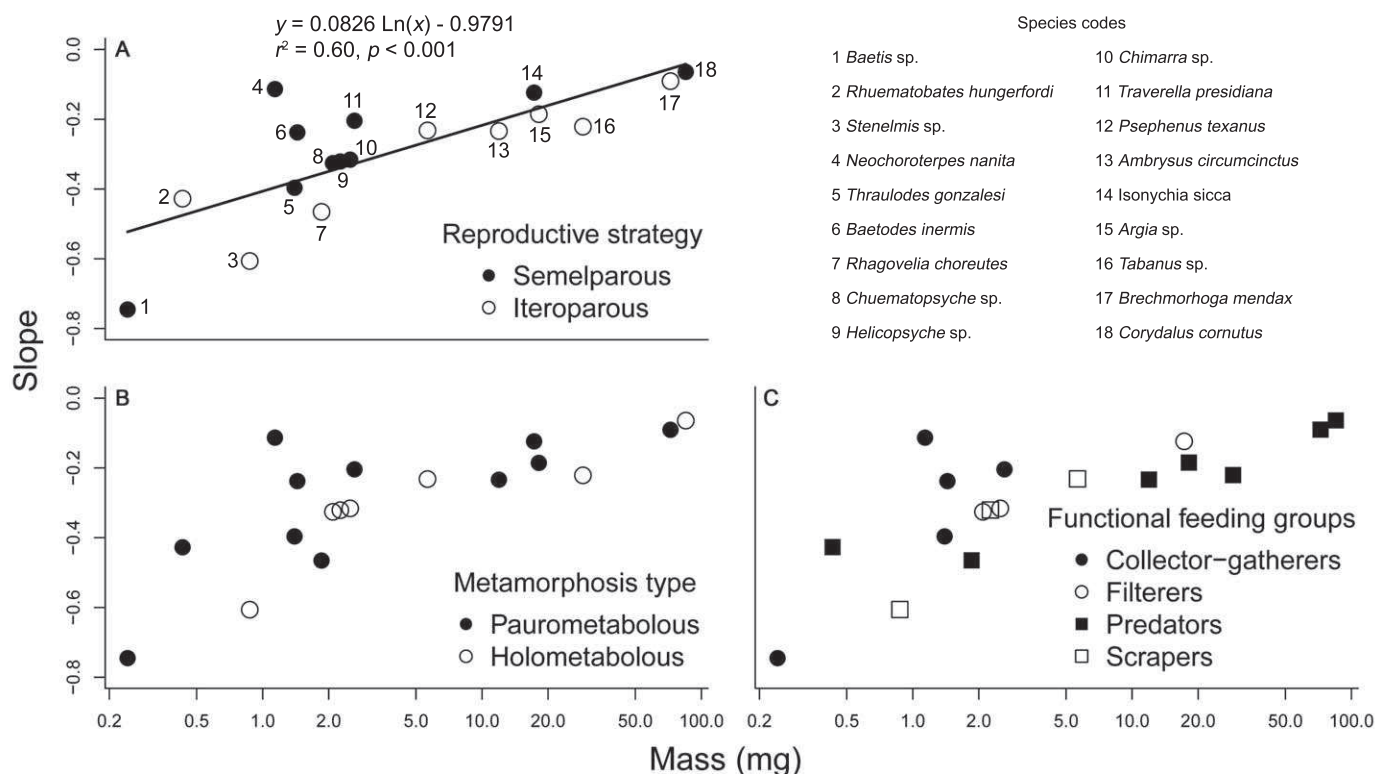 y = 0.0826 Ln(x) - 0.9791
r² = 0.60, p < 0.001
A
0.0
−0.2
−0.4
−0.6
−0.8
1
2
3
4
5
6
7
8
9
10
11
12
13
14
15
16
17
18
Reproductive strategy
Semelparous
Iteroparous
Species codes
1 Baetis sp.
2 Rhuematobates hungerfordi
3 Stenelmis sp.
4 Neochoroterpes nanita
5 Thraulodes gonzalesi
6 Baetodes inermis
7 Rhagovelia choreutes
8 Chuematopsyche sp.
9 Helicopsyche sp.
10 Chimarra sp.
11 Traverella presidiana
12 Psephenus texanus
13 Ambrysus circumcinctus
14 Isonychia sicca
15 Argia sp.
16 Tabanus sp.
17 Brechmorhoga mendax
18 Corydalus cornutus
Slope
B
0.0
−0.2
−0.4
−0.6
−0.8
Metamorphosis type
Paurometabolous
Holometabolous
0.2 0.5 1.0 2.0 5.0 10.0 20.0 50.0 100.0
C
Functional feeding groups
Collector−gatherers
Filterers
Predators
Scrapers
0.2 0.5 1.0 2.0 5.0 10.0 20.0 50.0 100.0
Mass (mg)